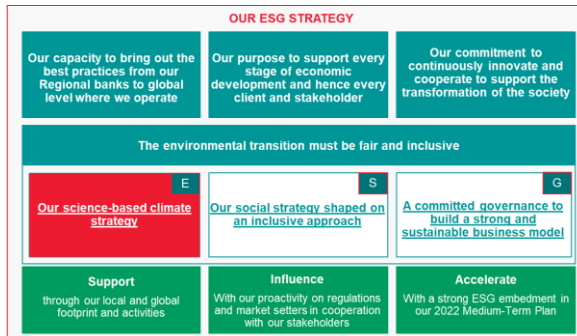 OUR ESG STRATEGY
Our capacity to bring out the
best practices from our
Regional banks to global
level where we operate
Our purpose to support every
stage of economic
development and hence every
client and stakeholder
Our commitment to
continuously innovate and
cooperate to support the
transformation of the society
The environmental transition must be fair and inclusive
E
Our science-based climate
strategy
S
Our social strategy shaped on
an inclusive approach
G
A committed governance to
build a strong and
sustainable business model
Support
through our local and global
footprint and activities
Influence
With our proactivity on regulations
and market setters in cooperation
with our stakeholders
Accelerate
With a strong ESG embedment in
our 2022 Medium-Term Plan